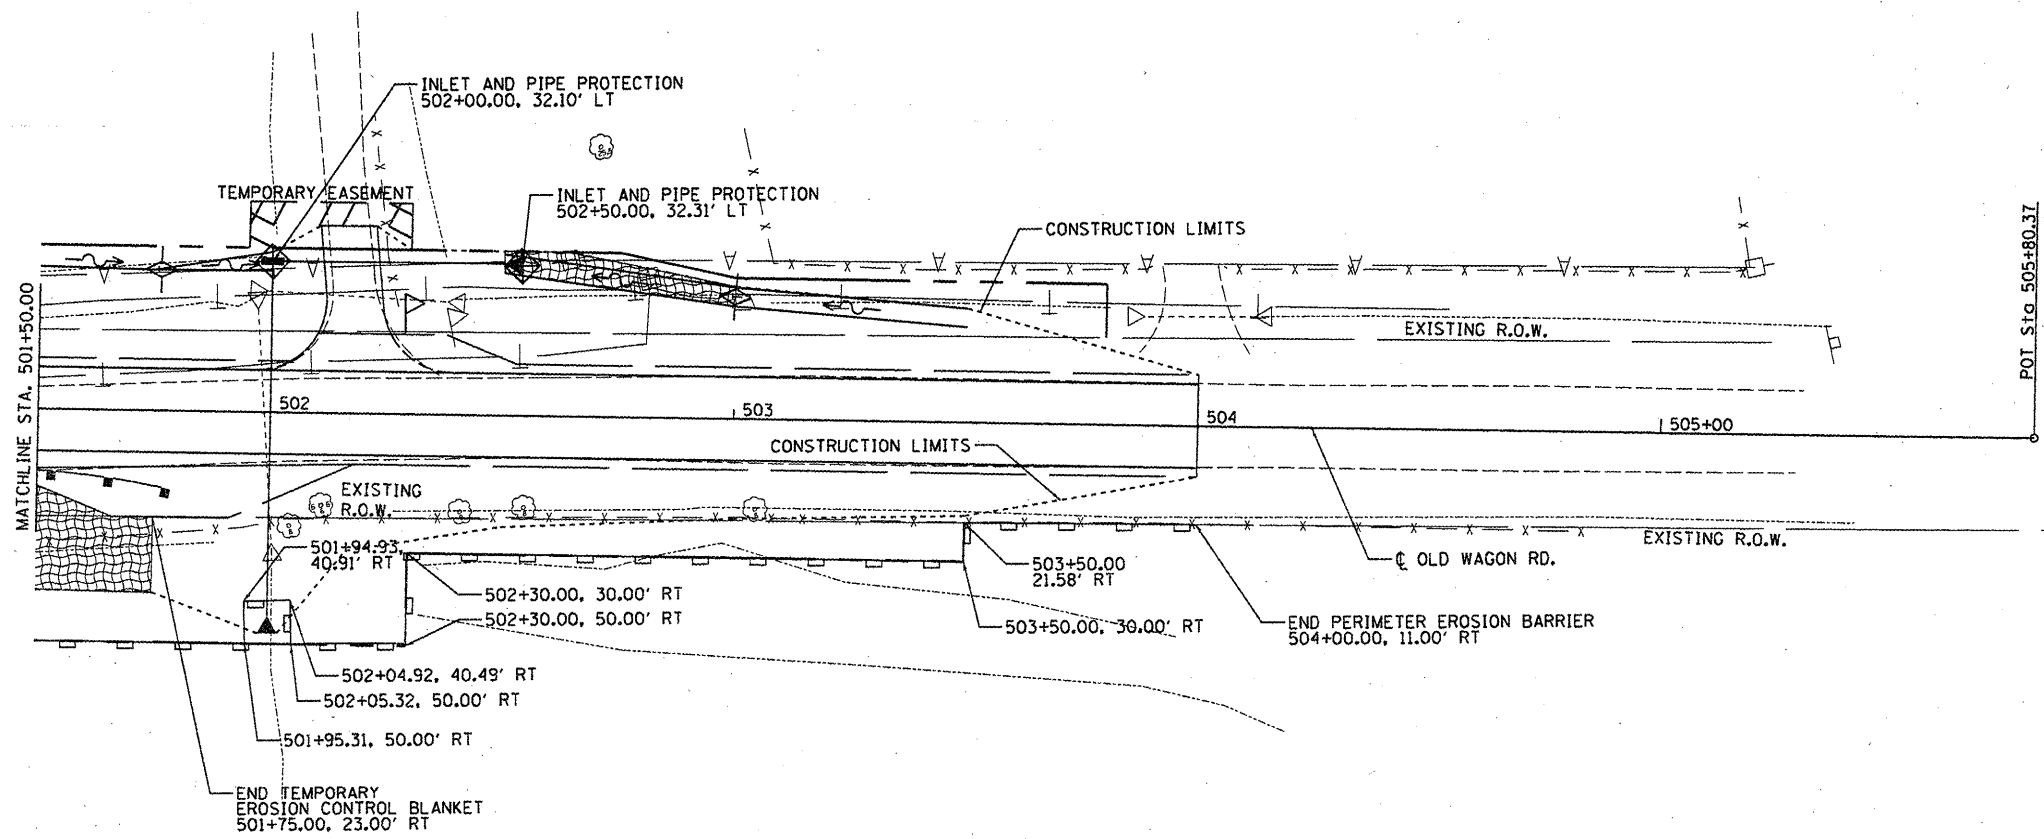 INLET AND PIPE PROTECTION
502+00.00, 32.10' LT
TEMPORARY EASEMENT
INLET AND PIPE PROTECTION
502+50.00, 32.31' LT
CONSTRUCTION LIMITS
POT Sta 505+80.37
MATCHLINE STA. 501+50.00
EXISTING R.O.W.
502
503
504
505+00
CONSTRUCTION LIMITS
EXISTING
R.O.W.
501+94.93,
40.91' RT
502+30.00, 30.00' RT
502+30.00, 50.00' RT
503+50.00
21.58' RT
503+50.00, 30.00' RT
℄ OLD WAGON RD.
EXISTING R.O.W.
END PERIMETER EROSION BARRIER
504+00.00, 11.00' RT
502+04.92, 40.49' RT
502+05.32, 50.00' RT
501+95.31, 50.00' RT
END TEMPORARY
EROSION CONTROL BLANKET
501+75.00, 23.00' RT